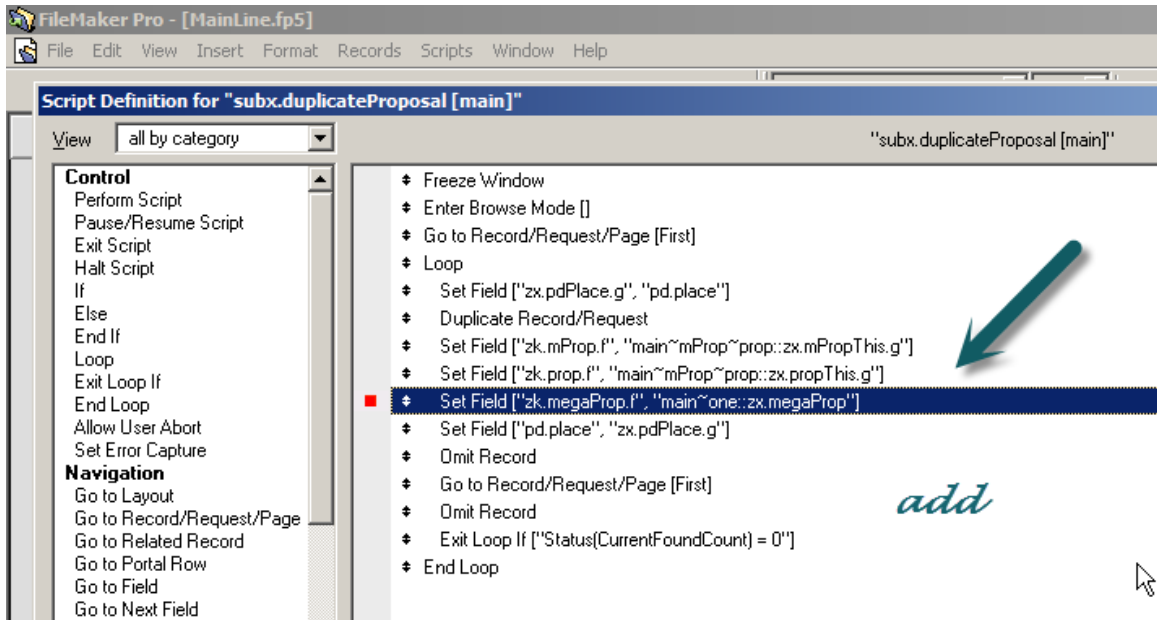 FileMaker Pro - [MainLine.fp5]
File Edit View Insert Format Records Scripts Window Help
Script Definition for "subx.duplicateProposal [main]"
View all by category "subx.duplicateProposal [main]"
Control
Perform Script
Pause/Resume Script
Exit Script
Halt Script
If
Else
End If
Loop
Exit Loop If
End Loop
Allow User Abort
Set Error Capture
Navigation
Go to Layout
Go to Record/Request/Page
Go to Related Record
Go to Portal Row
Go to Field
Go to Next Field
Freeze Window
Enter Browse Mode []
Go to Record/Request/Page [First]
Loop
Set Field ["zx.pdPlace.g", "pd.place"]
Duplicate Record/Request
Set Field ["zk.mProp.f", "main~mProp~prop::zx.mPropThis.g"]
Set Field ["zk.prop.f", "main~mProp~prop::zx.propThis.g"]
Set Field ["zk.megaProp.f", "main~one::zx.megaProp"]
Set Field ["pd.place", "zx.pdPlace.g"]
Omit Record
Go to Record/Request/Page [First]
Omit Record
Exit Loop If ["Status(CurrentFoundCount) = 0"]
End Loop
add